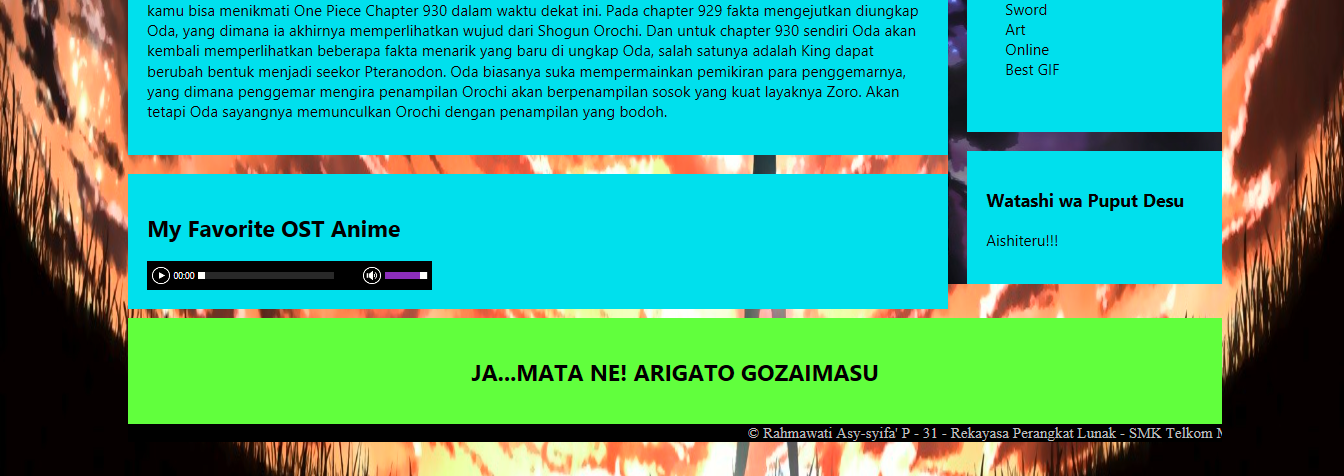 kamu bisa menikmati One Piece Chapter 930 dalam waktu dekat ini. Pada chapter 929 fakta mengejutkan diungkap
Oda, yang dimana ia akhirnya memperlihatkan wujud dari Shogun Orochi. Dan untuk chapter 930 sendiri Oda akan
kembali memperlihatkan beberapa fakta menarik yang baru di ungkap Oda, salah satunya adalah King dapat
berubah bentuk menjadi seekor Pteranodon. Oda biasanya suka mempermainkan pemikiran para penggemarnya,
yang dimana penggemar mengira penampilan Orochi akan berpenampilan sosok yang kuat layaknya Zoro. Akan
tetapi Oda sayangnya memunculkan Orochi dengan penampilan yang bodoh.
Sword
Art
Online
Best GIF
My Favorite OST Anime
00:00
Watashi wa Puput Desu
Aishiteru!!!
JA...MATA NE! ARIGATO GOZAIMASU
© Rahmawati Asy-syifa' P - 31 - Rekayasa Perangkat Lunak - SMK Telkom